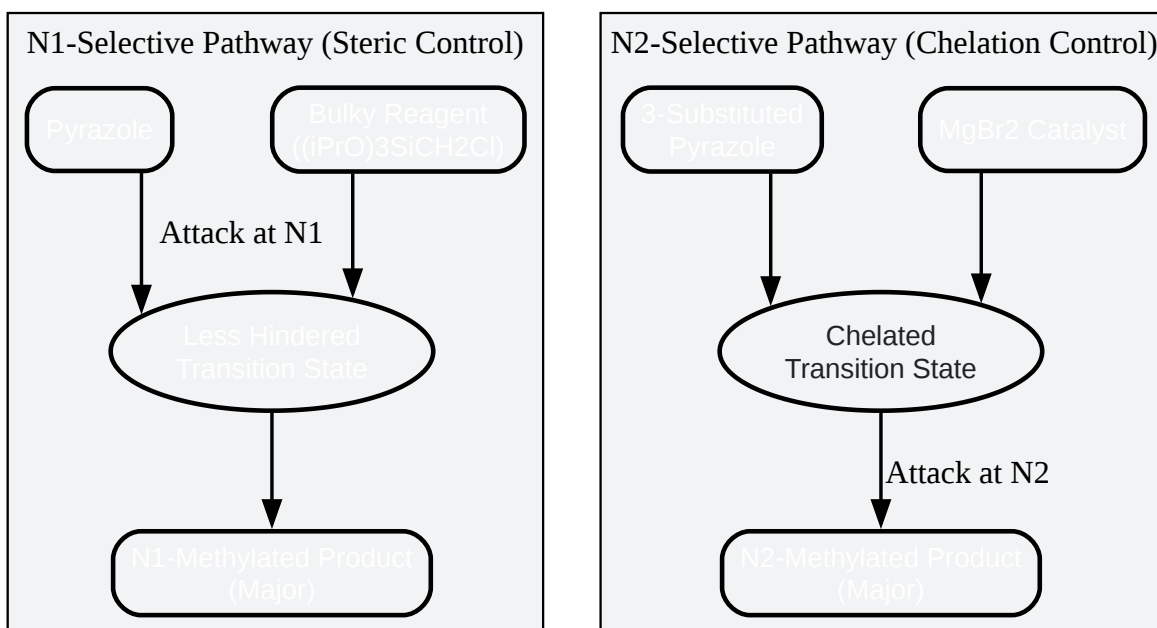 N1-Selective Pathway (Steric Control)
Pyrazole
Bulky Reagent
((iPrO)3SiCH2Cl)
Attack at N1
Less Hindered
Transition State
N1-Methylated Product
(Major)
N2-Selective Pathway (Chelation Control)
3-Substituted
Pyrazole
MgBr2 Catalyst
Chelated
Transition State
Attack at N2
N2-Methylated Product
(Major)